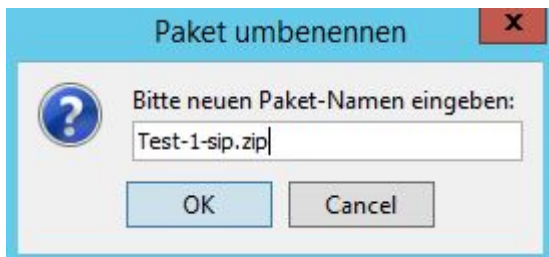 Paket umbenennen
x
Bitte neuen Paket-Namen eingeben:
Test-1-sip.zip
OK Cancel